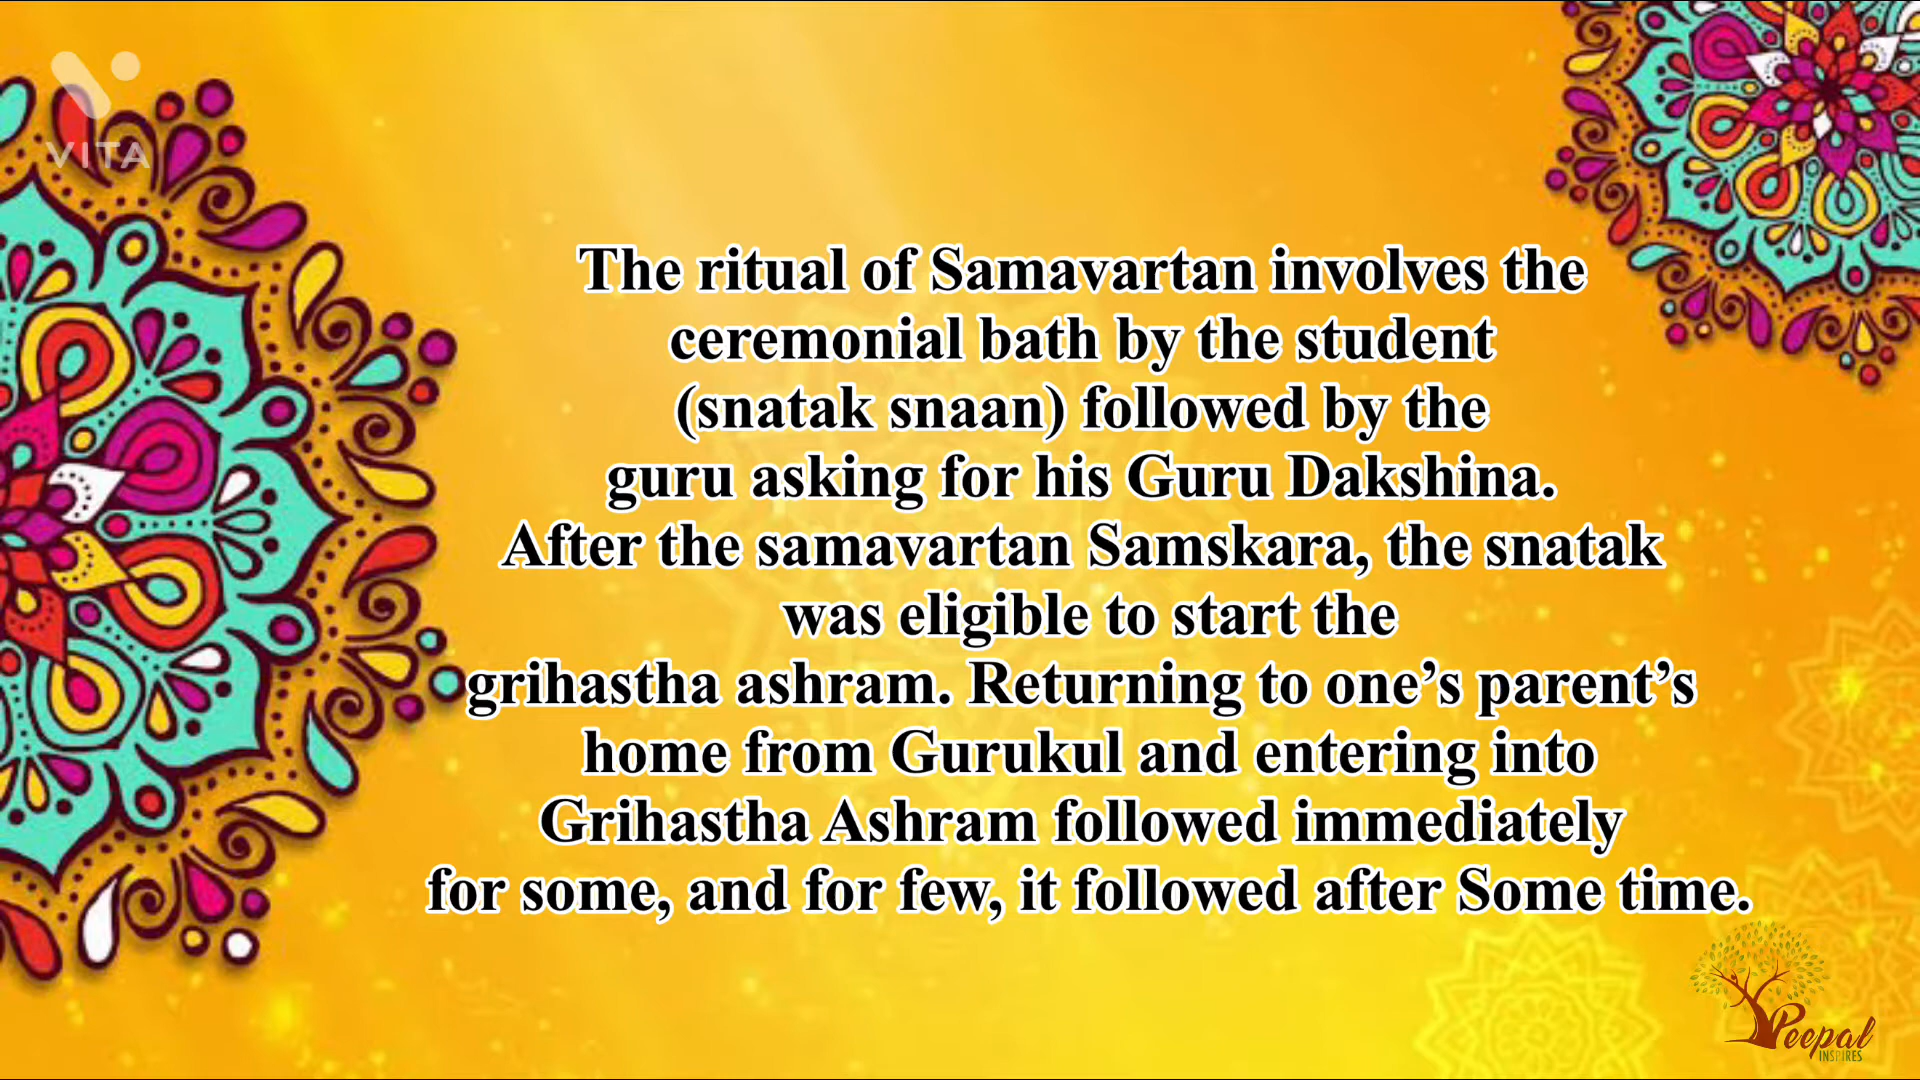 VITA
The ritual of Samavartan involves the
ceremonial bath by the student
(snatak snaan) followed by the
guru asking for his Guru Dakshina.
After the samavartan Samskara, the snatak
was eligible to start the
grihastha ashram. Returning to one’s parent’s
home from Gurukul and entering into
Grihastha Ashram followed immediately
for some, and for few, it followed after Some time.
Peepal
INSPIRES